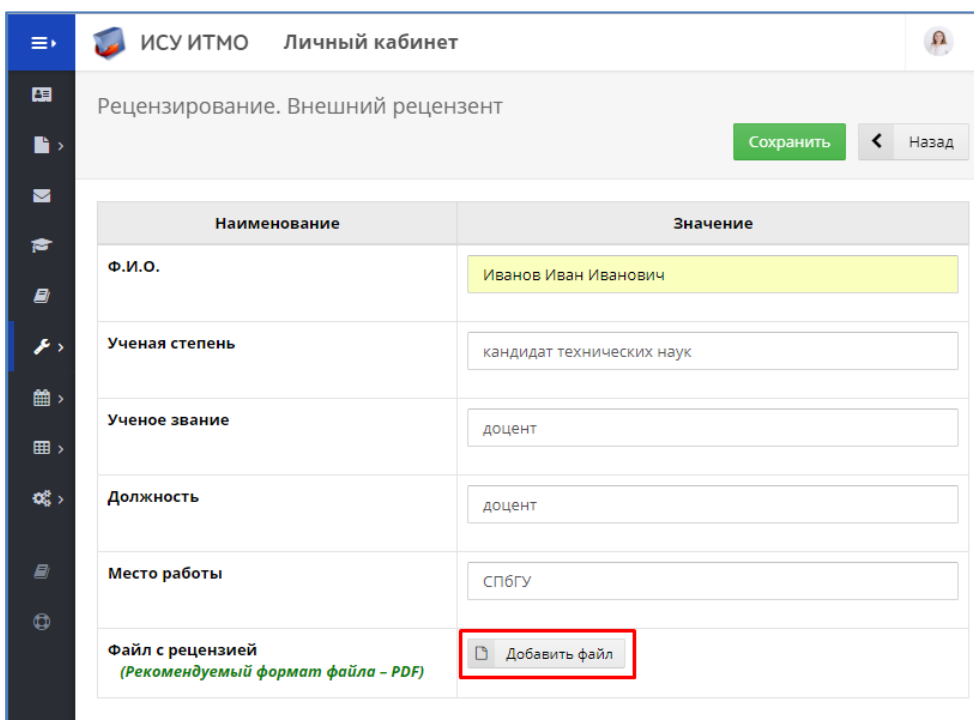 ИСУ ИТМО Личный кабинет
Рецензирование. Внешний рецензент
Сохранить Назад
Наименование Значение
Ф.И.О. Иванов Иван Иванович
Ученая степень кандидат технических наук
Ученое звание доцент
Должность доцент
Место работы СПбГУ
Файл с рецензией Добавить файл
(Рекомендуемый формат файла – PDF)